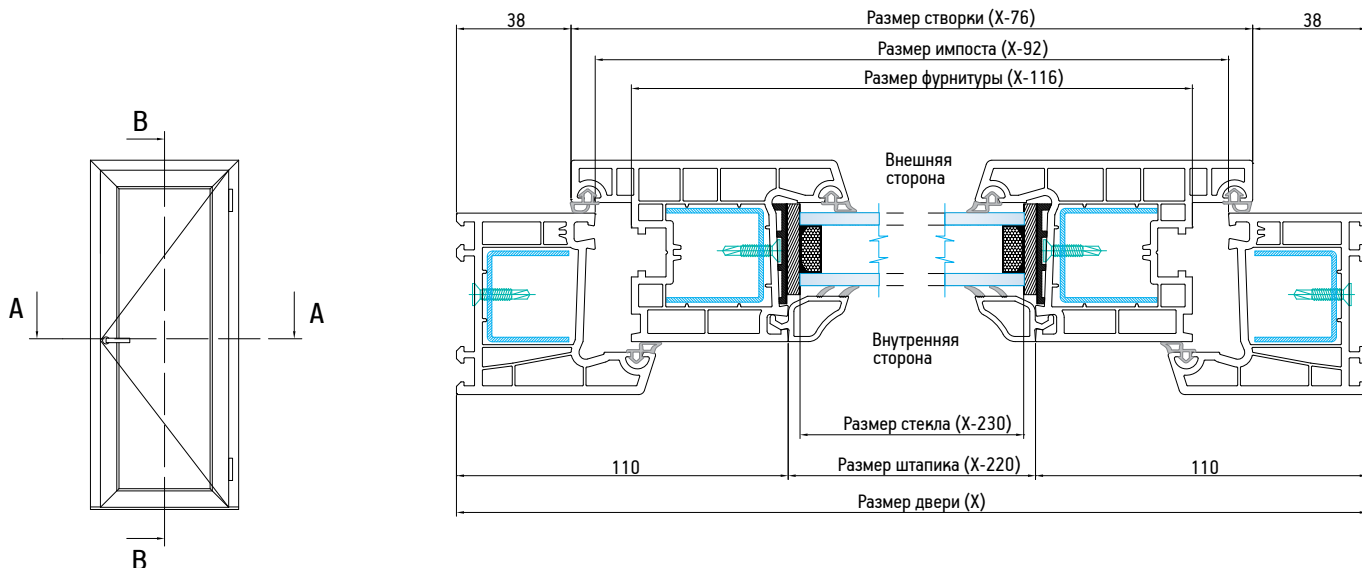 B
A
A
B
38
Размер створки (X-76)
38
Размер импоста (X-92)
Размер фурнитуры (X-116)
Внешняя
сторона
Внутренняя
сторона
Размер стекла (X-230)
110
Размер штапика (X-220)
110
Размер двери (X)